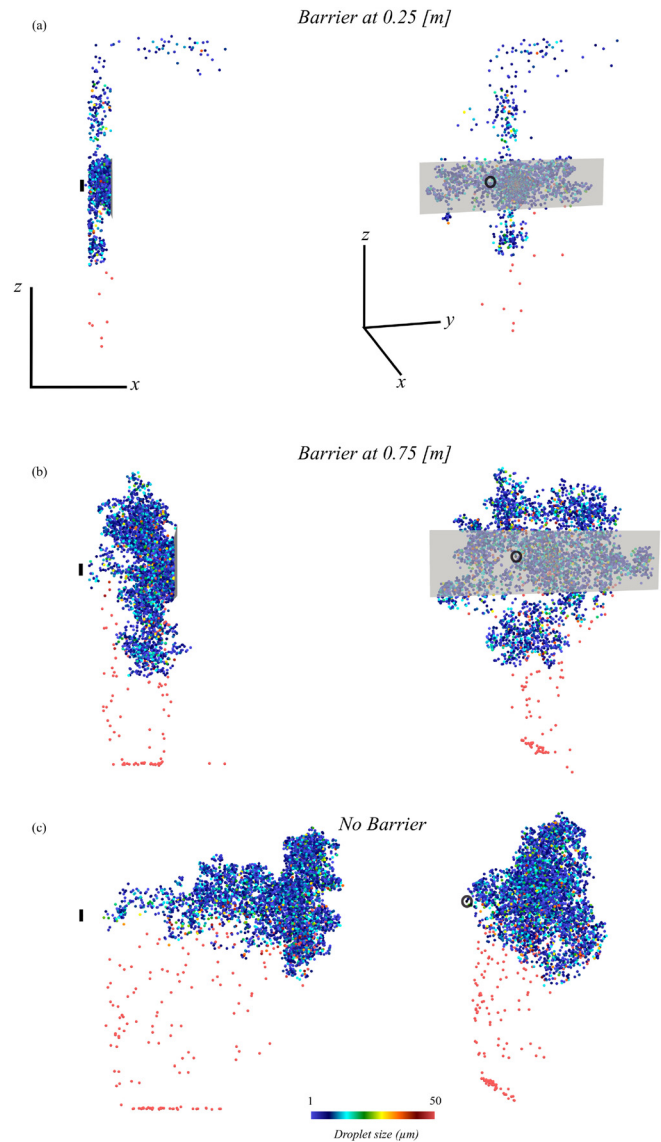 Barrier at 0.25 [m]
(a)
z
x
z
y
x
Barrier at 0.75 [m]
(b)
No Barrier
(c)
1
50
Droplet size (μm)